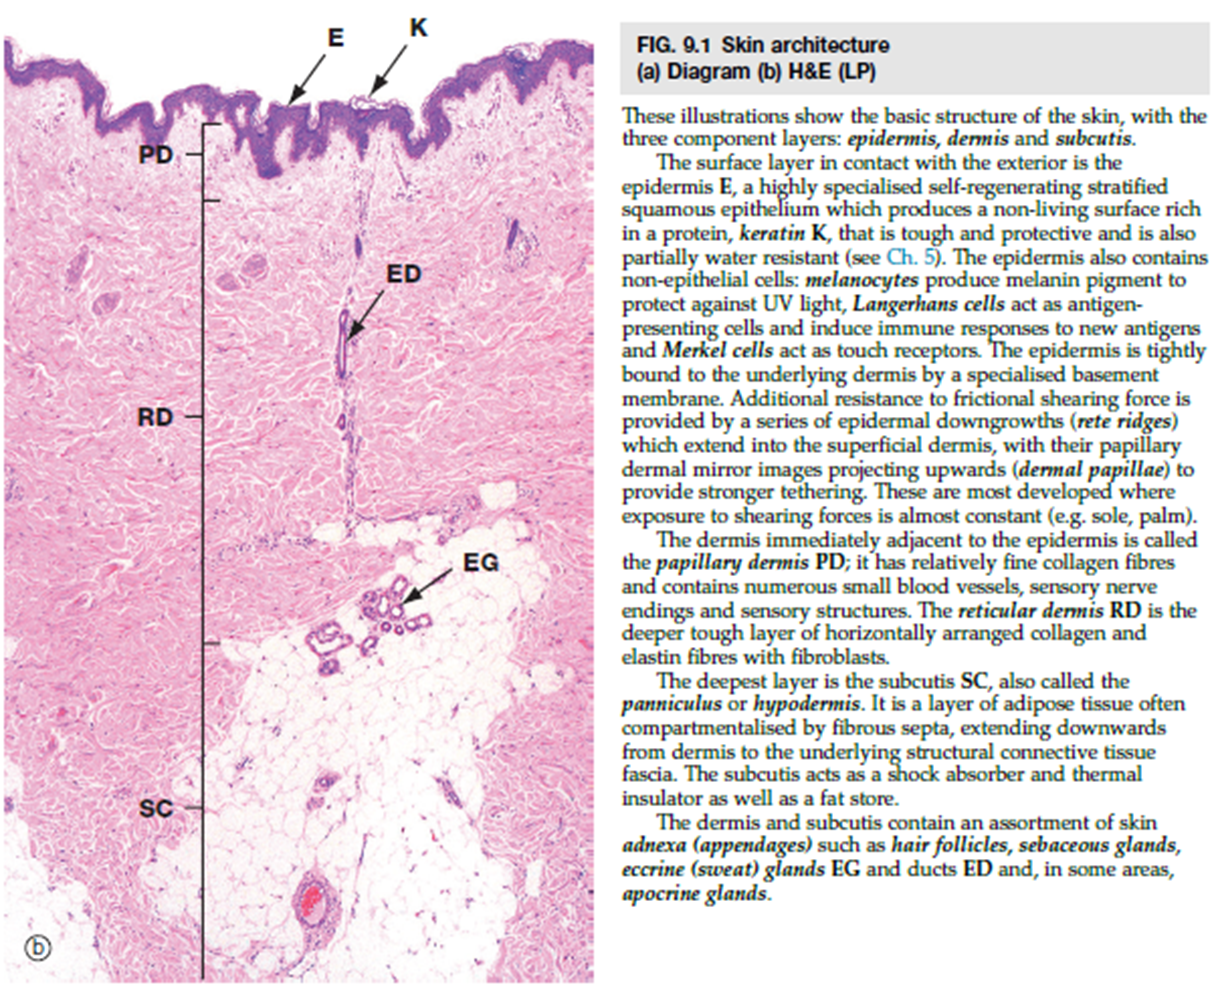 E
K
PD
ED
RD
EG
SC
b
FIG. 9.1 Skin architecture
(a) Diagram (b) H&E (LP)
These illustrations show the basic structure of the skin, with the
three component layers: epidermis, dermis and subcutis.
The surface layer in contact with the exterior is the
epidermis E, a highly specialised self-regenerating stratified
squamous epithelium which produces a non-living surface rich
in a protein, keratin K, that is tough and protective and is also
partially water resistant (see Ch. 5). The epidermis also contains
non-epithelial cells: melanocytes produce melanin pigment to
protect against UV light, Langerhans cells act as antigen-
presenting cells and induce immune responses to new antigens
and Merkel cells act as touch receptors. The epidermis is tightly
bound to the underlying dermis by a specialised basement
membrane. Additional resistance to frictional shearing force is
provided by a series of epidermal downgrowths (rete ridges)
which extend into the superficial dermis, with their papillary
dermal mirror images projecting upwards (dermal papillae) to
provide stronger tethering. These are most developed where
exposure to shearing forces is almost constant (e.g. sole, palm).
The dermis immediately adjacent to the epidermis is called
the papillary dermis PD; it has relatively fine collagen fibres
and contains numerous small blood vessels, sensory nerve
endings and sensory structures. The reticular dermis RD is the
deeper tough layer of horizontally arranged collagen and
elastin fibres with fibroblasts.
The deepest layer is the subcutis SC, also called the
panniculus or hypodermis. It is a layer of adipose tissue often
compartmentalised by fibrous septa, extending downwards
from dermis to the underlying structural connective tissue
fascia. The subcutis acts as a shock absorber and thermal
insulator as well as a fat store.
The dermis and subcutis contain an assortment of skin
adnexa (appendages) such as hair follicles, sebaceous glands,
eccrine (sweat) glands EG and ducts ED and, in some areas,
apocrine glands.